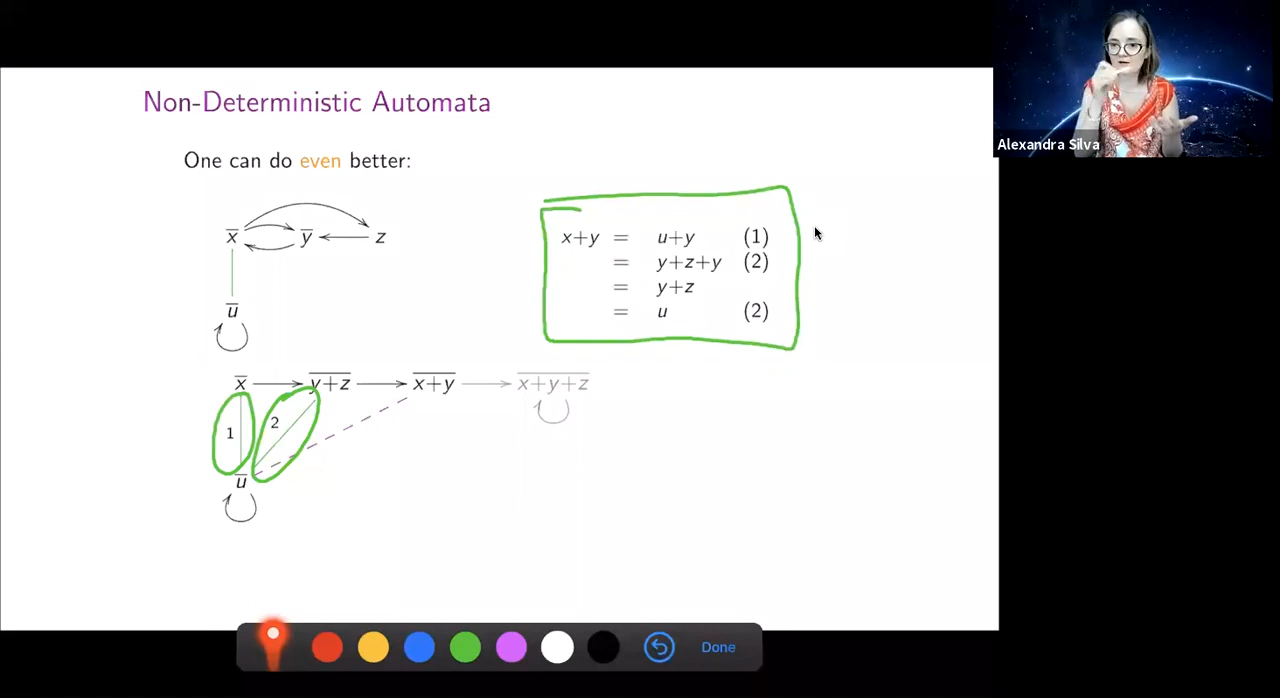 Non-Deterministic Automata
One can do even better:
x̅ y̅ z
u̅
x+y = u+y (1)
= y+z+y (2)
= y+z
= u (2)
x̅ y+z x+y x+y+z
1 2
u̅
Alexandra Silva
Done